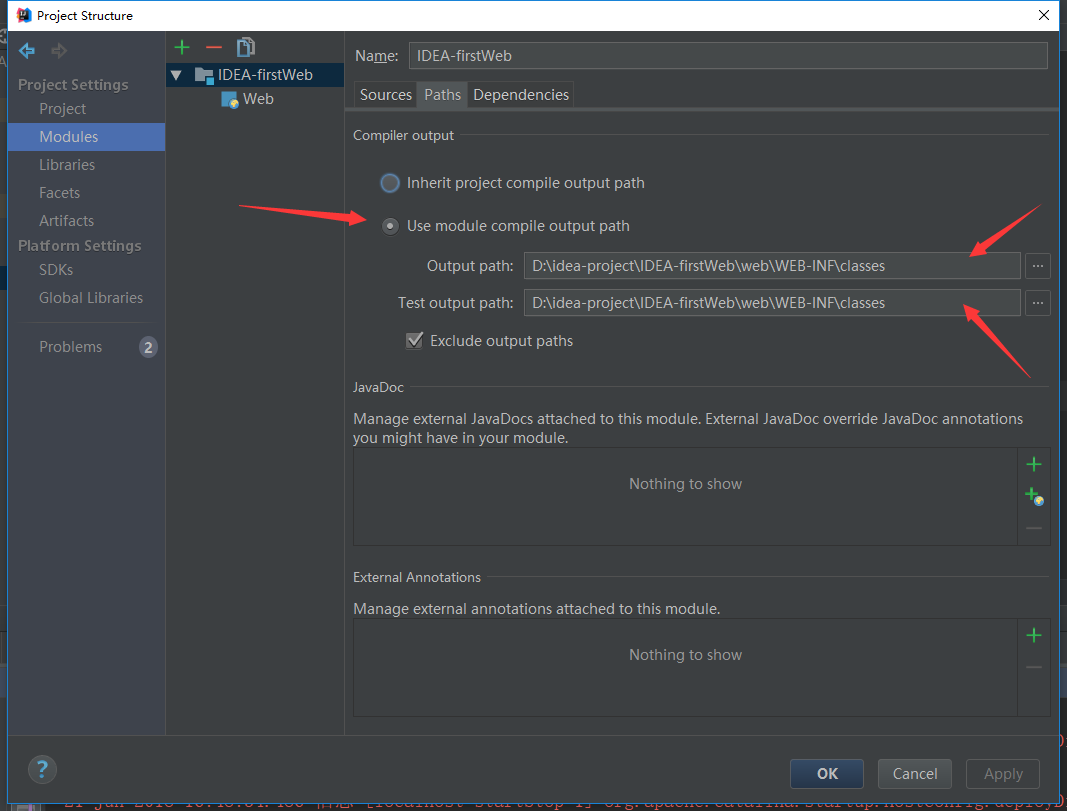 Project Structure
Project Settings
Project
Modules
Libraries
Facets
Artifacts
Platform Settings
SDKs
Global Libraries
Problems 2
IDEA-firstWeb
Web
Name: IDEA-firstWeb
Sources Paths Dependencies
Compiler output
Inherit project compile output path
Use module compile output path
Output path: D:\idea-project\IDEA-firstWeb\web\WEB-INF\classes ...
Test output path: D:\idea-project\IDEA-firstWeb\web\WEB-INF\classes ...
Exclude output paths
JavaDoc
Manage external JavaDocs attached to this module. External JavaDoc override JavaDoc annotations
you might have in your module.
Nothing to show
External Annotations
Manage external annotations attached to this module.
Nothing to show
?
OK Cancel Apply